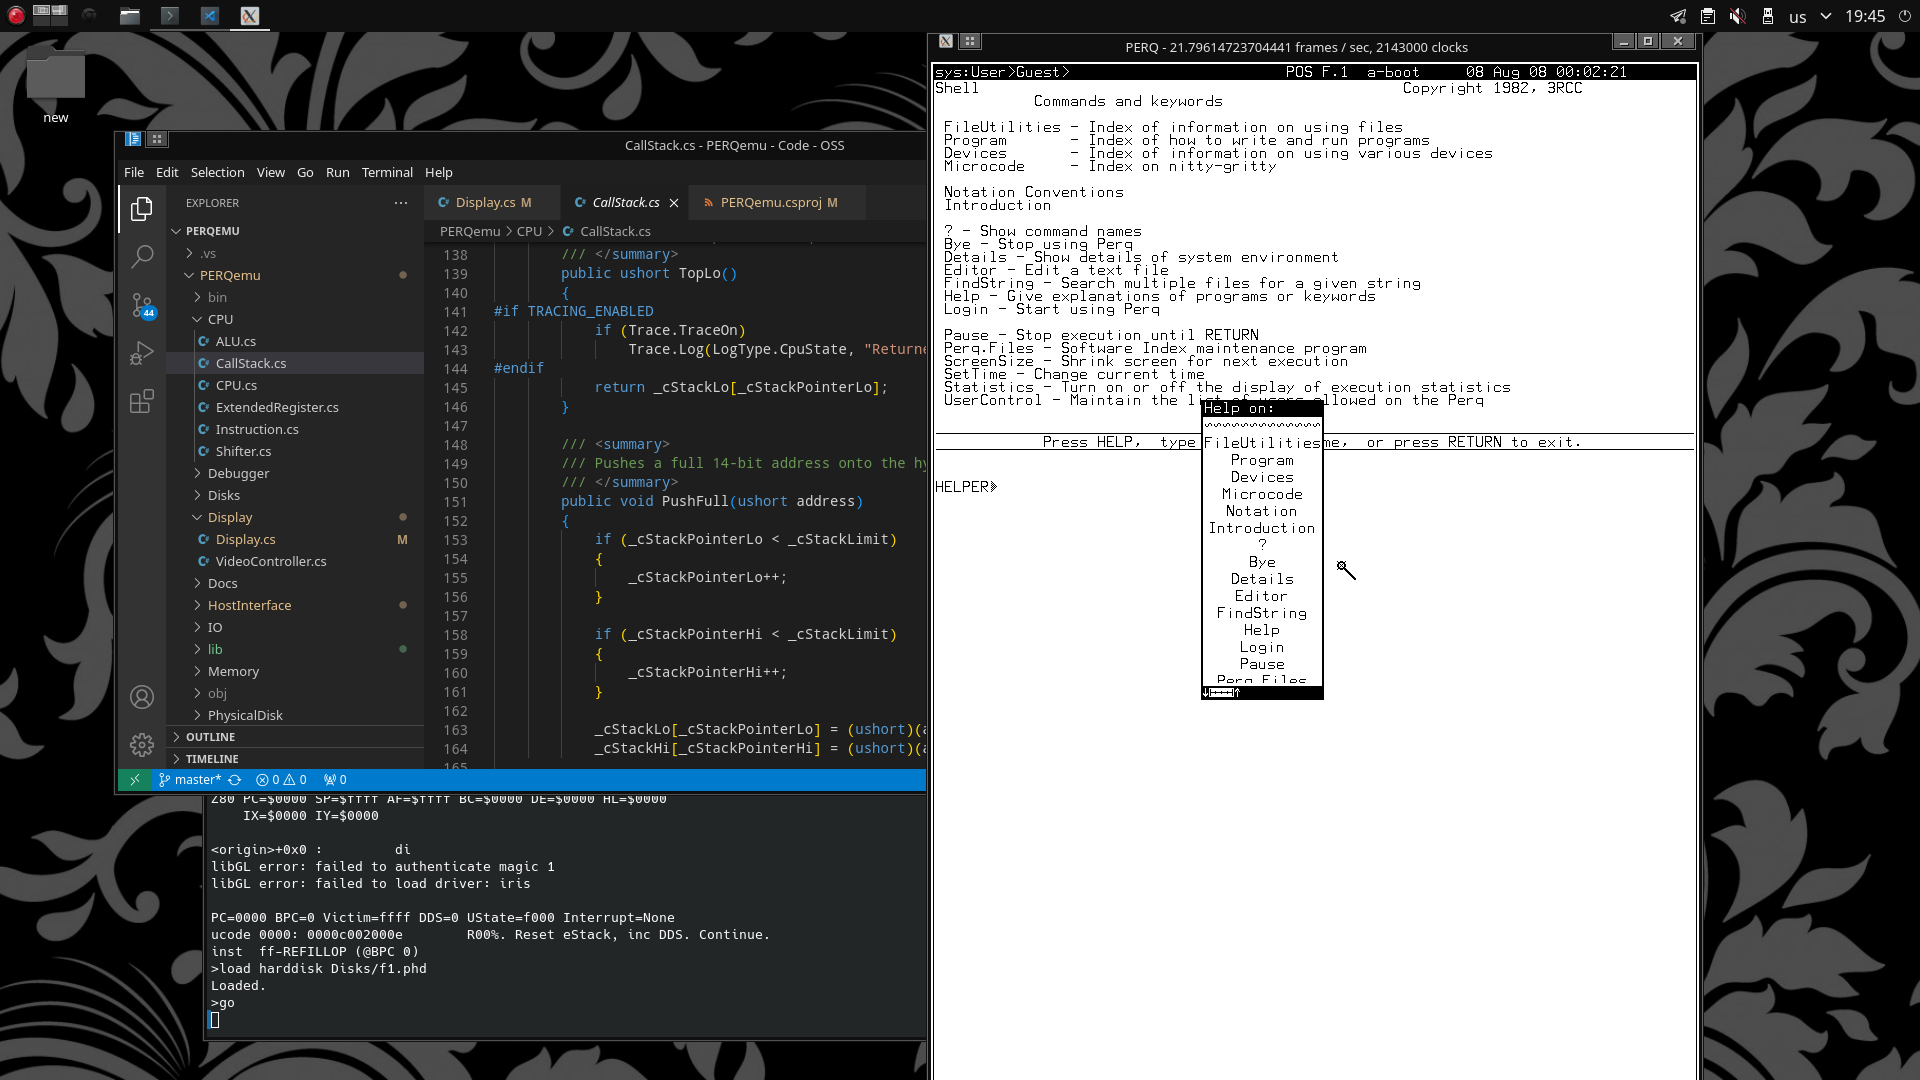 us
19:45
new
CallStack.cs - PERQemu - Code - OSS
File Edit Selection View Go Run Terminal Help
EXPLORER
PERQEMU
.vs
PERQemu
bin
CPU
ALU.cs
CallStack.cs
CPU.cs
ExtendedRegister.cs
Instruction.cs
Shifter.cs
Debugger
Disks
Display
Display.cs M
VideoController.cs
Docs
HostInterface
IO
lib
Memory
obj
PhysicalDisk
OUTLINE
TIMELINE
44
Display.cs M CallStack.cs PERQemu.csproj M
PERQemu > CPU > CallStack.cs
138 /// </summary>
139 public ushort TopLo()
140 {
141 #if TRACING_ENABLED
142 if (Trace.TraceOn)
143 Trace.Log(LogType.CpuState, "Returne
144 #endif
145 return _cStackLo[_cStackPointerLo];
146 }
147
148 /// <summary>
149 /// Pushes a full 14-bit address onto the hy
150 /// </summary>
151 public void PushFull(ushort address)
152 {
153 if (_cStackPointerLo < _cStackLimit)
154 {
155 _cStackPointerLo++;
156 }
157
158 if (_cStackPointerHi < _cStackLimit)
159 {
160 _cStackPointerHi++;
161 }
162
163 _cStackLo[_cStackPointerLo] = (ushort)(a
164 _cStackHi[_cStackPointerHi] = (ushort)(a
165
master* 0 0 0
Z80 PC=$0000 SP=$ffff AF=$ffff BC=$0000 DE=$0000 HL=$0000
IX=$0000 IY=$0000
<origin>+0x0 : di
libGL error: failed to authenticate magic 1
libGL error: failed to load driver: iris
PC=0000 BPC=0 Victim=ffff DDS=0 UState=f000 Interrupt=None
ucode 0000: 0000c002000e R00%. Reset eStack, inc DDS. Continue.
inst ff-REFILLOP (@BPC 0)
>load harddisk Disks/f1.phd
Loaded.
>go
PERQ - 21.79614723704441 frames / sec, 2143000 clocks
sys:User>Guest> POS F.1 a-boot 08 Aug 08 00:02:21
Shell Copyright 1982, 3RCC
Commands and keywords
FileUtilities - Index of information on using files
Program - Index of how to write and run programs
Devices - Index of information on using various devices
Microcode - Index on nitty-gritty
Notation Conventions
Introduction
? - Show command names
Bye - Stop using Perq
Details - Show details of system environment
Editor - Edit a text file
FindString - Search multiple files for a given string
Help - Give explanations of programs or keywords
Login - Start using Perq
Pause - Stop execution until RETURN
Perq.Files - Software Index maintenance program
ScreenSize - Shrink screen for next execution
SetTime - Change current time
Statistics - Turn on or off the display of execution statistics
UserControl - Maintain the list of users allowed on the Perq
Press HELP, type me, or press RETURN to exit.
HELPER»
Help on:
FileUtilities
Program
Devices
Microcode
Notation
Introduction
?
Bye
Details
Editor
FindString
Help
Login
Pause
Perq.Files